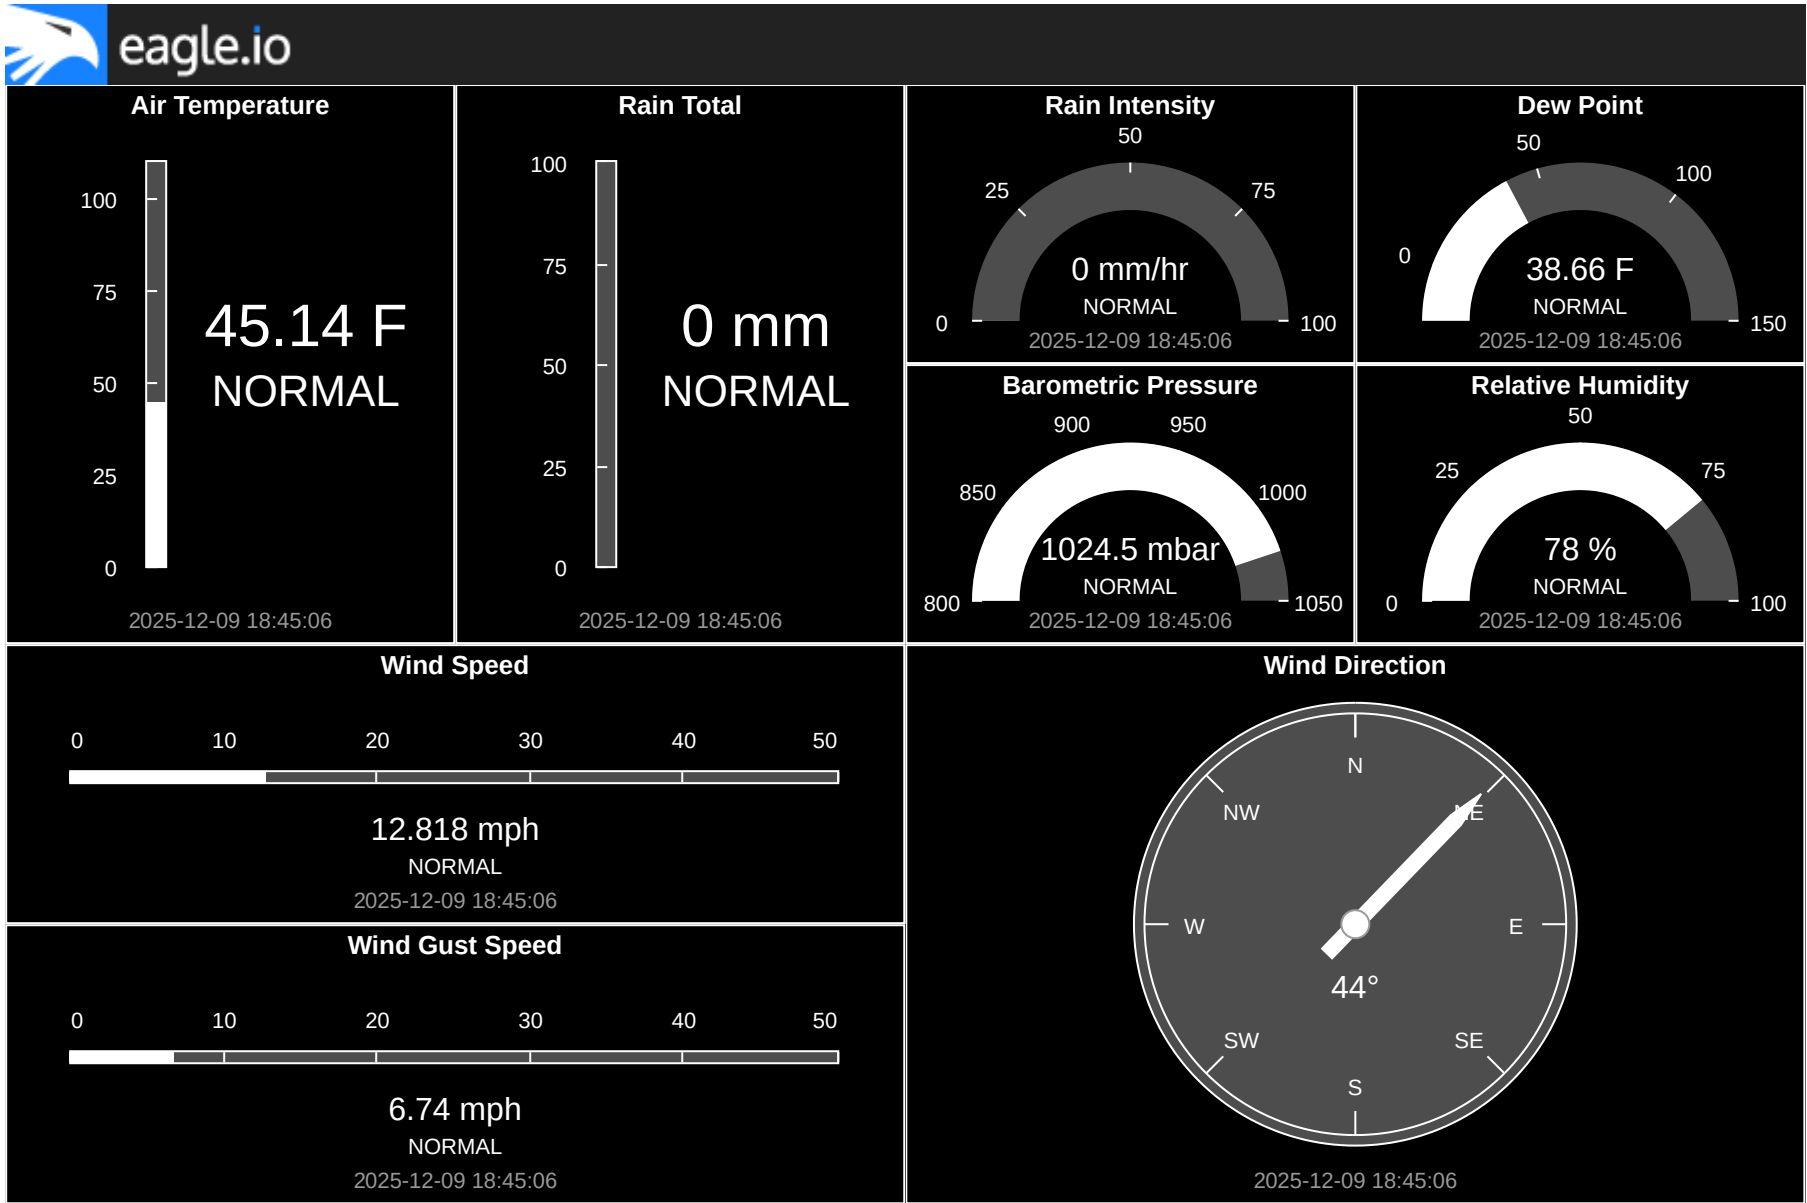 eagle.io
Air Temperature
100
75
50
25
0
45.14 F
NORMAL
2025-12-09 18:45:06
Rain Total
100
75
50
25
0
0 mm
NORMAL
2025-12-09 18:45:06
Rain Intensity
50
25
75
0
100
0 mm/hr
NORMAL
2025-12-09 18:45:06
Dew Point
50
100
0
150
38.66 F
NORMAL
2025-12-09 18:45:06
Barometric Pressure
900
950
850
1000
800
1050
1024.5 mbar
NORMAL
2025-12-09 18:45:06
Relative Humidity
50
25
75
0
100
78 %
NORMAL
2025-12-09 18:45:06
Wind Speed
0 10 20 30 40 50
12.818 mph
NORMAL
2025-12-09 18:45:06
Wind Gust Speed
0 10 20 30 40 50
6.74 mph
NORMAL
2025-12-09 18:45:06
Wind Direction
N
NW
NE
W
E
44°
SW
SE
S
2025-12-09 18:45:06